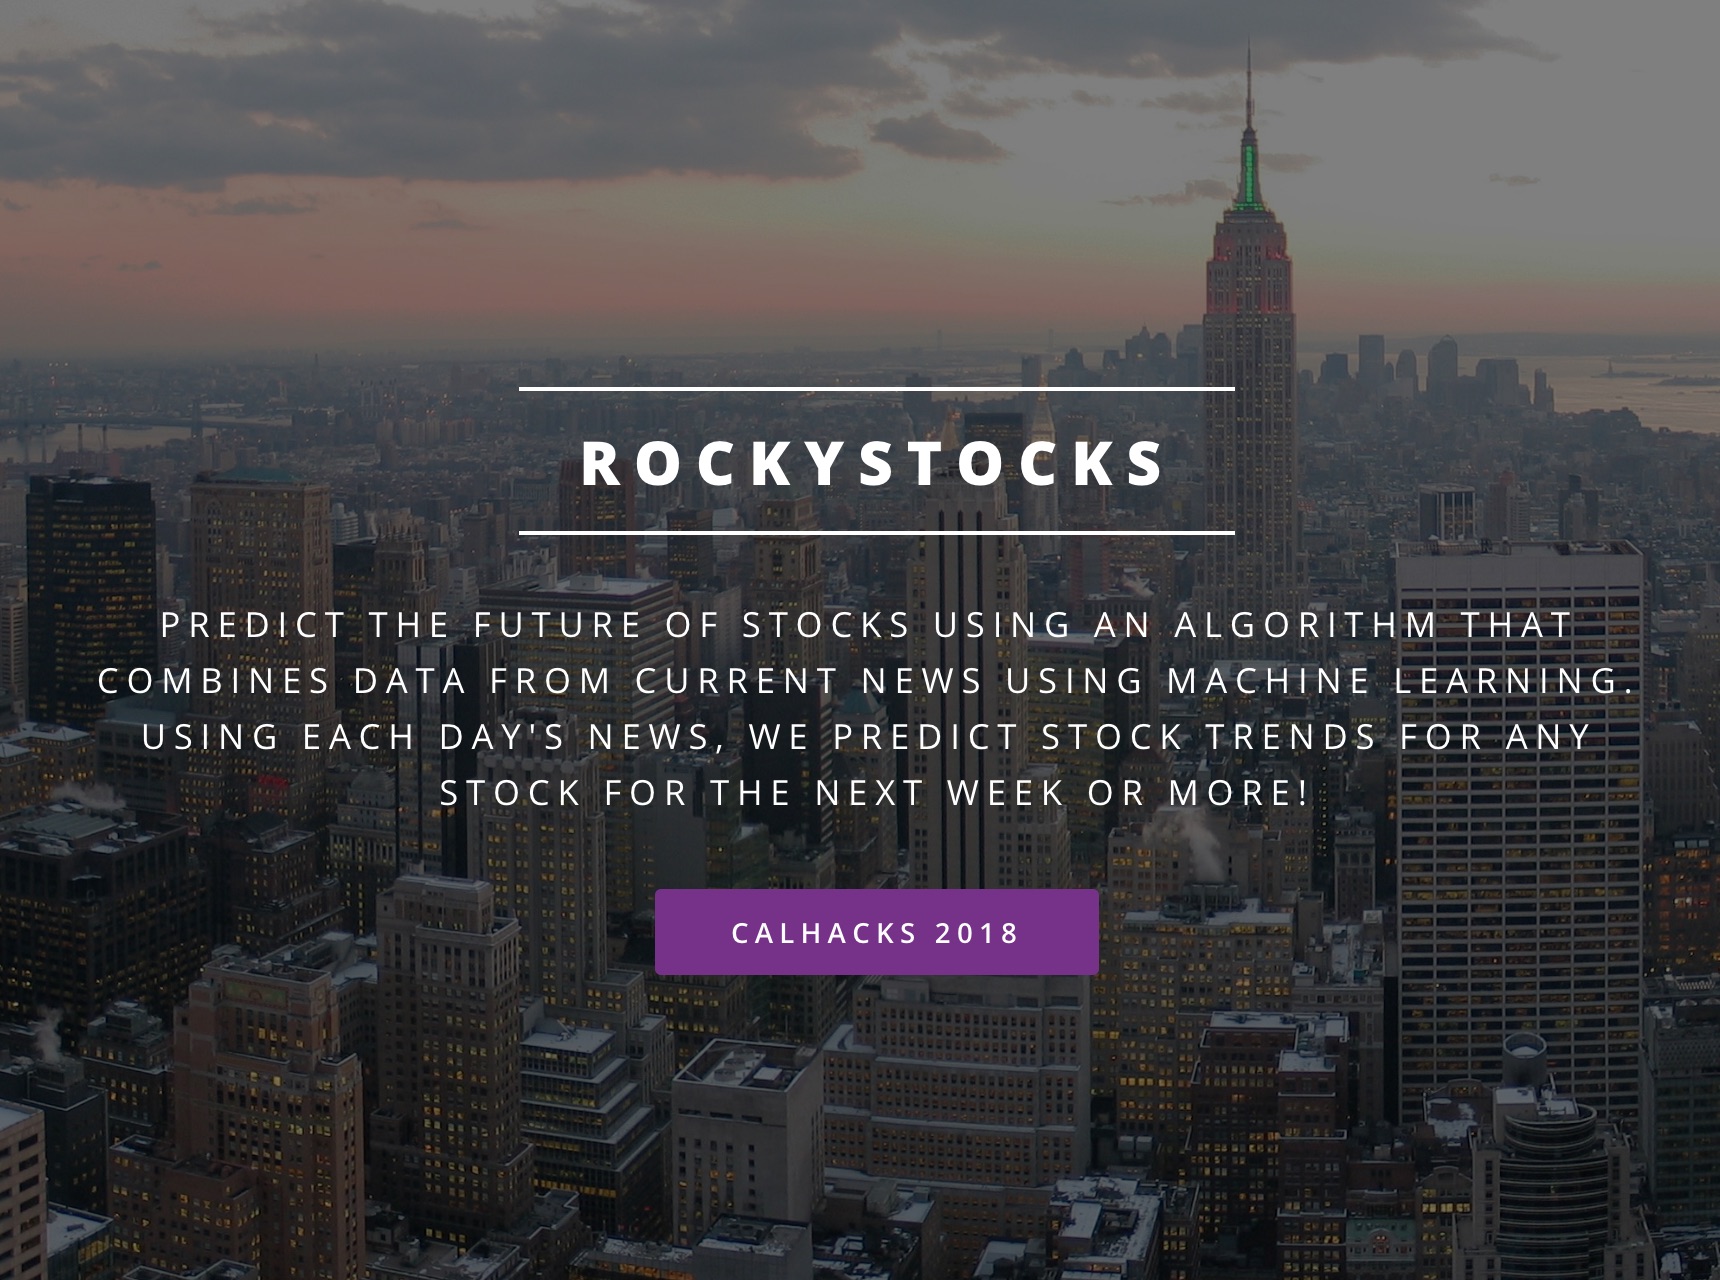 ROCKYSTOCKS
PREDICT THE FUTURE OF STOCKS USING AN ALGORITHM THAT
COMBINES DATA FROM CURRENT NEWS USING MACHINE LEARNING.
USING EACH DAY'S NEWS, WE PREDICT STOCK TRENDS FOR ANY
STOCK FOR THE NEXT WEEK OR MORE!
CALHACKS 2018